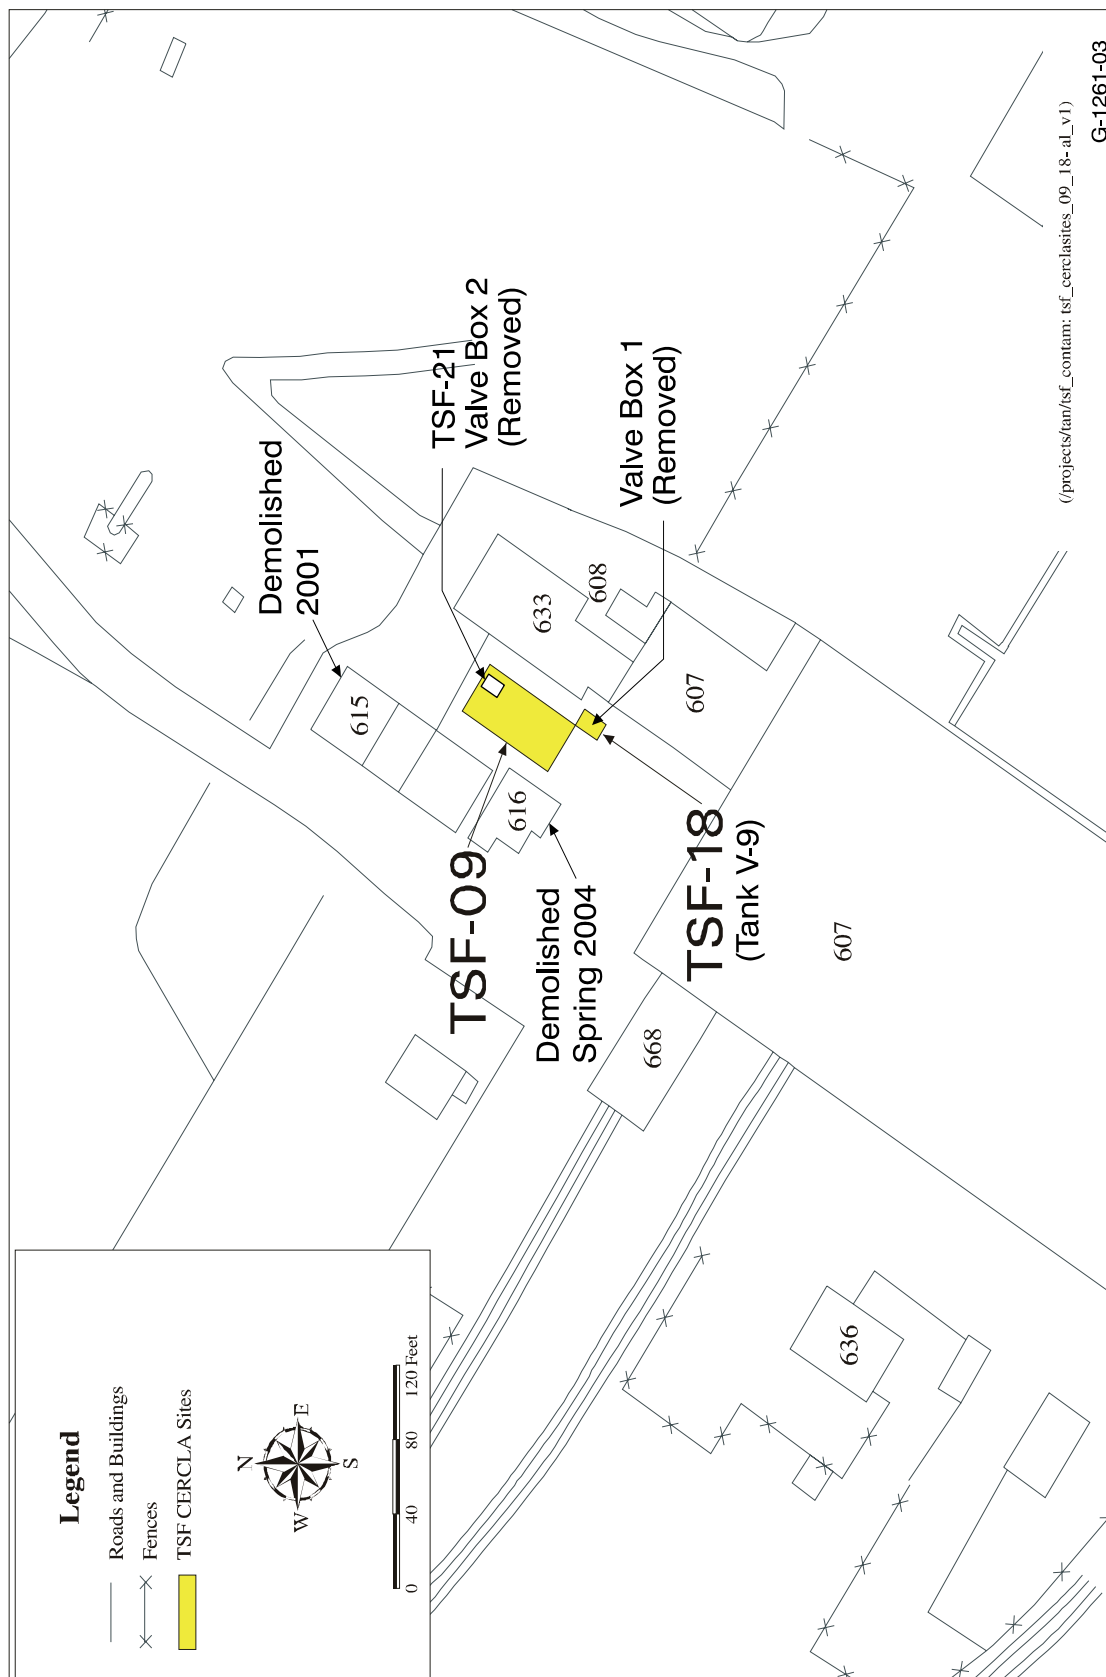 Legend
Roads and Buildings
Fences
TSF CERCLA Sites
N
W
E
S
0
40
80
120 Feet
Demolished
2001
615
TSF-21
Valve Box 2
(Removed)
633
608
Valve Box 1
(Removed)
607
616
TSF-09
Demolished
Spring 2004
TSF-18
(Tank V-9)
607
668
636
(/projects/tan/tsf_contam: tsf_cerclasites_09_18-al_v1)
G-1261-03